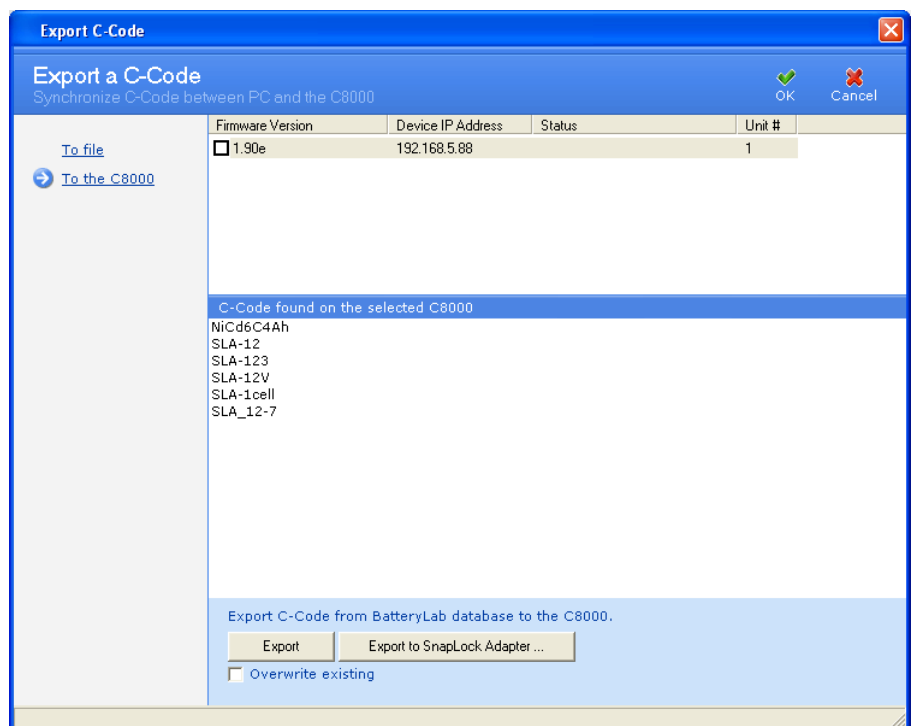 Export C-Code
Export a C-Code
Synchronize C-Code between PC and the C8000
OK
Cancel
To file
To the C8000
Firmware Version Device IP Address Status Unit #
1.90e 192.168.5.88 1
C-Code found on the selected C8000
NiCd6C4Ah
SLA-12
SLA-123
SLA-12V
SLA-1cell
SLA_12-7
Export C-Code from BatteryLab database to the C8000.
Export
Export to SnapLock Adapter ...
Overwrite existing